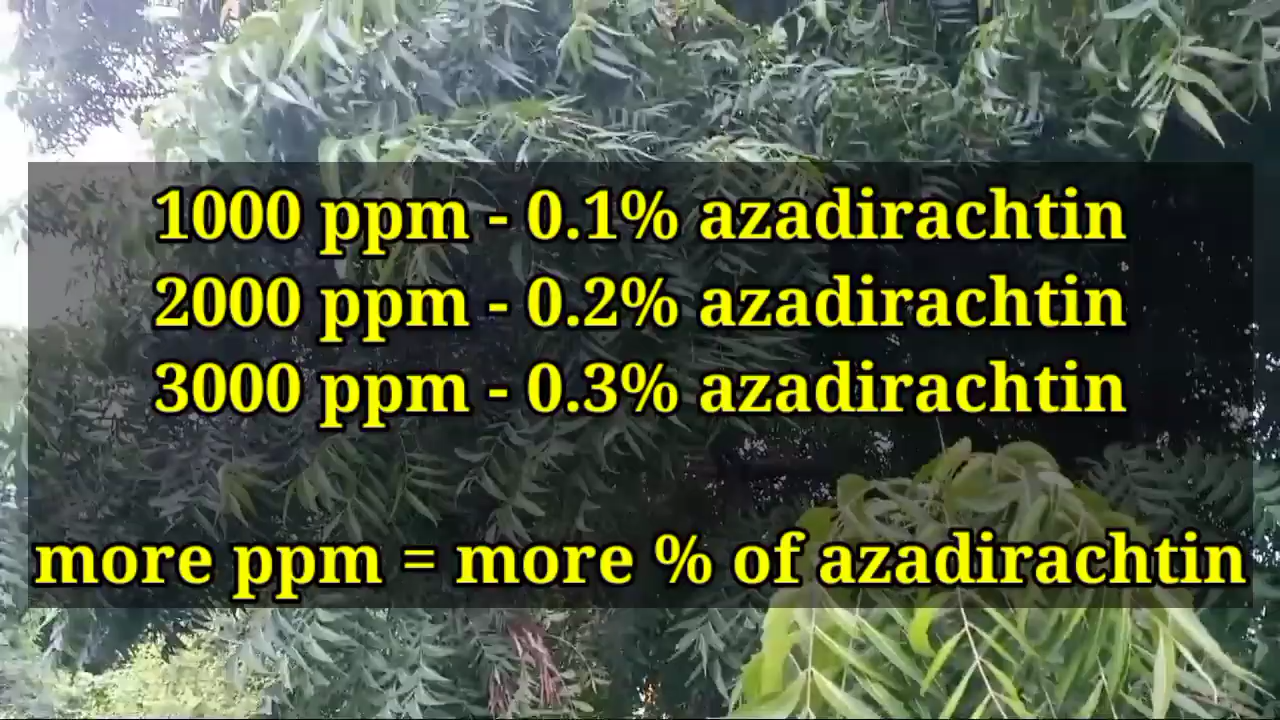 1000 ppm - 0.1% azadirachtin
2000 ppm - 0.2% azadirachtin
3000 ppm - 0.3% azadirachtin
more ppm = more % of azadirachtin